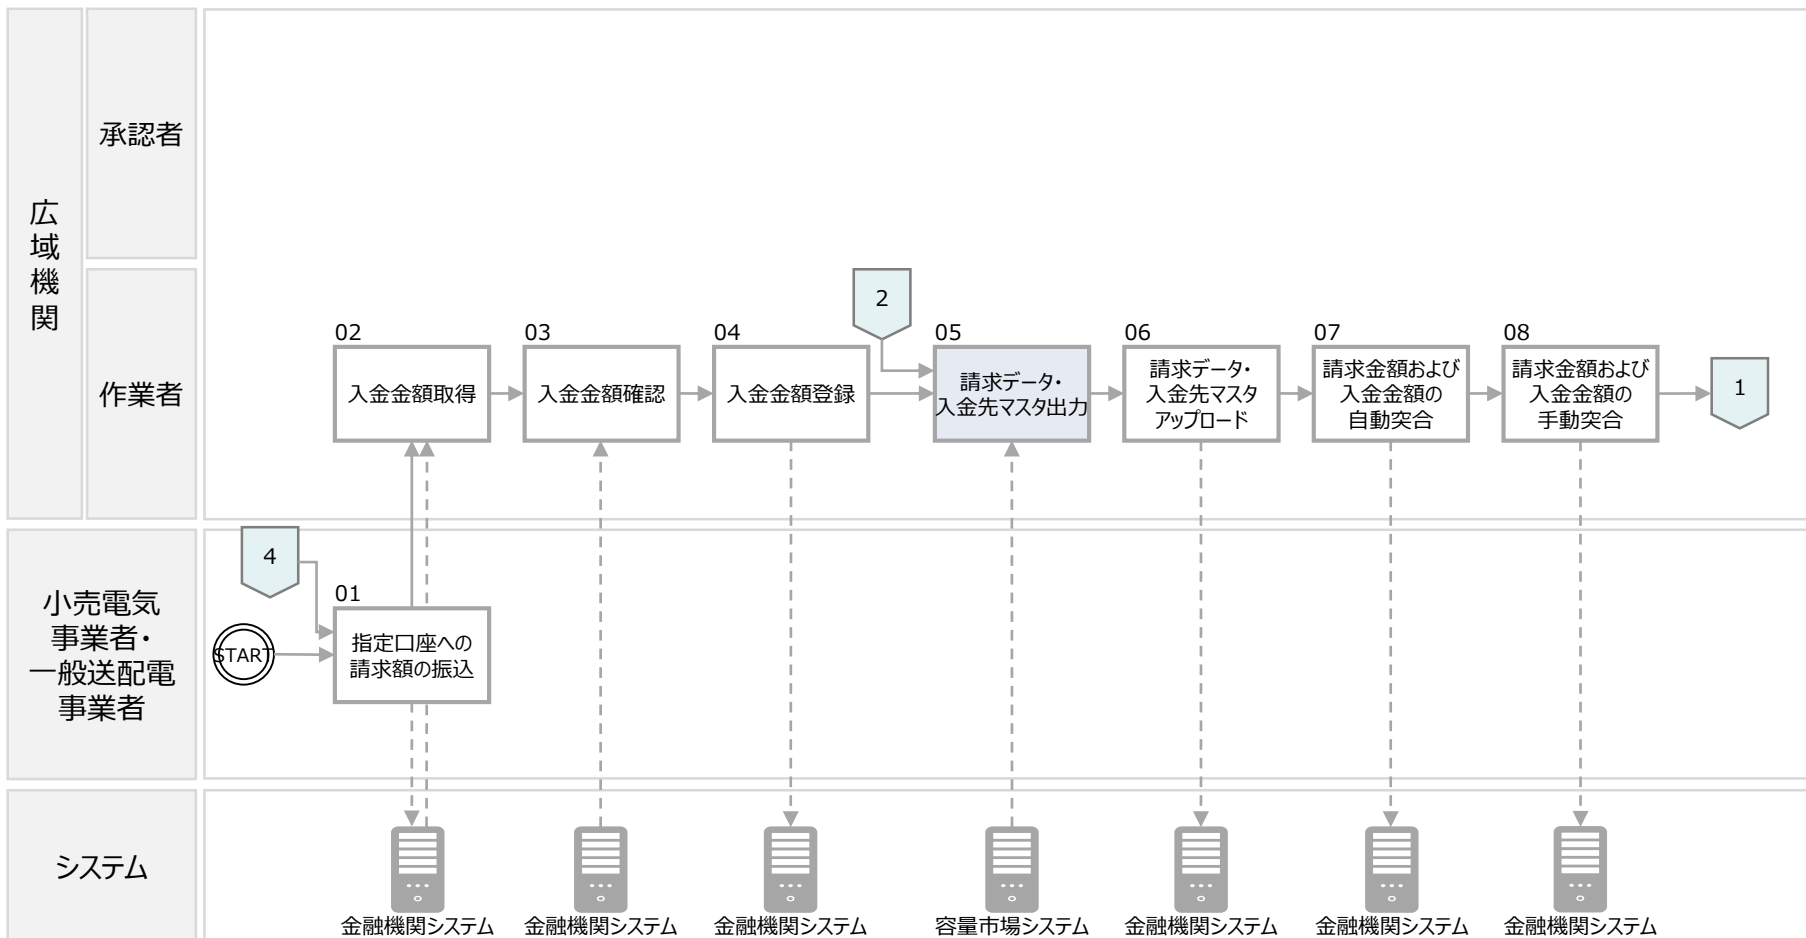 広
域
機
関
承認者
作業者
2
02
03
04
05
06
07
08
入金金額取得
入金金額確認
入金金額登録
請求データ・
入金先マスタ出力
請求データ・
入金先マスタ
アップロード
請求金額および
入金金額の
自動突合
請求金額および
入金金額の
手動突合
1
小売電気
事業者・
一般送配電
事業者
4
START
01
指定口座への
請求額の振込
システム
金融機関システム
金融機関システム
金融機関システム
容量市場システム
金融機関システム
金融機関システム
金融機関システム